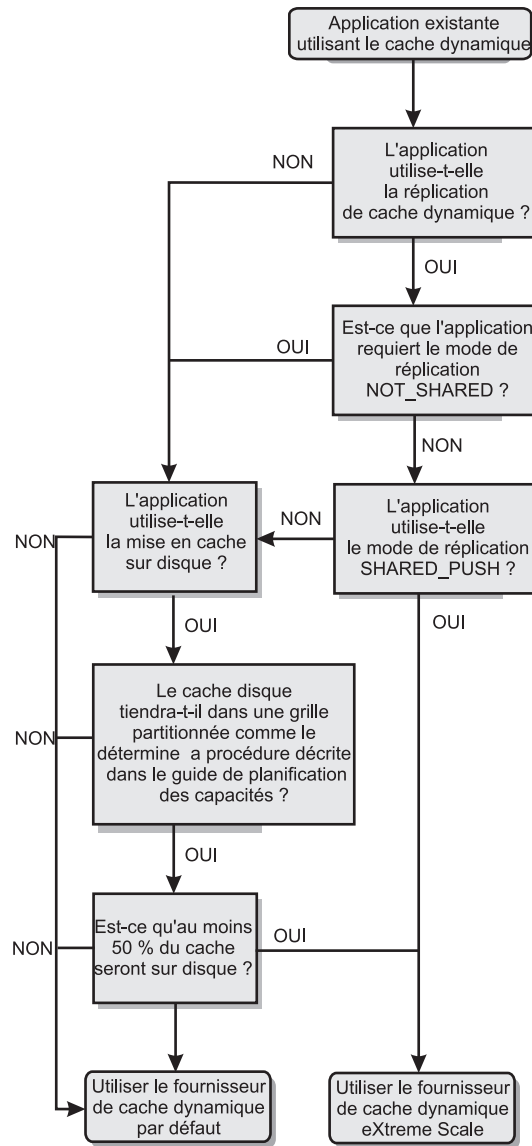 Application existante
utilisant le cache dynamique
NON
L'application
utilise-t-elle
la réplication
de cache dynamique ?
OUI
OUI
Est-ce que l'application
requiert le mode de
réplication
NOT_SHARED ?
NON
L'application
utilise-t-elle
la mise en cache
sur disque ?
NON
NON
L'application
utilise-t-elle
le mode de réplication
SHARED_PUSH ?
OUI
OUI
Le cache disque
tiendra-t-il dans une grille
partitionnée comme le
détermine a procédure décrite
dans le guide de planification
des capacités ?
NON
OUI
Est-ce qu'au moins
50 % du cache
seront sur disque ?
NON
OUI
Utiliser le fournisseur
de cache dynamique
par défaut
Utiliser le fournisseur
de cache dynamique
eXtreme Scale